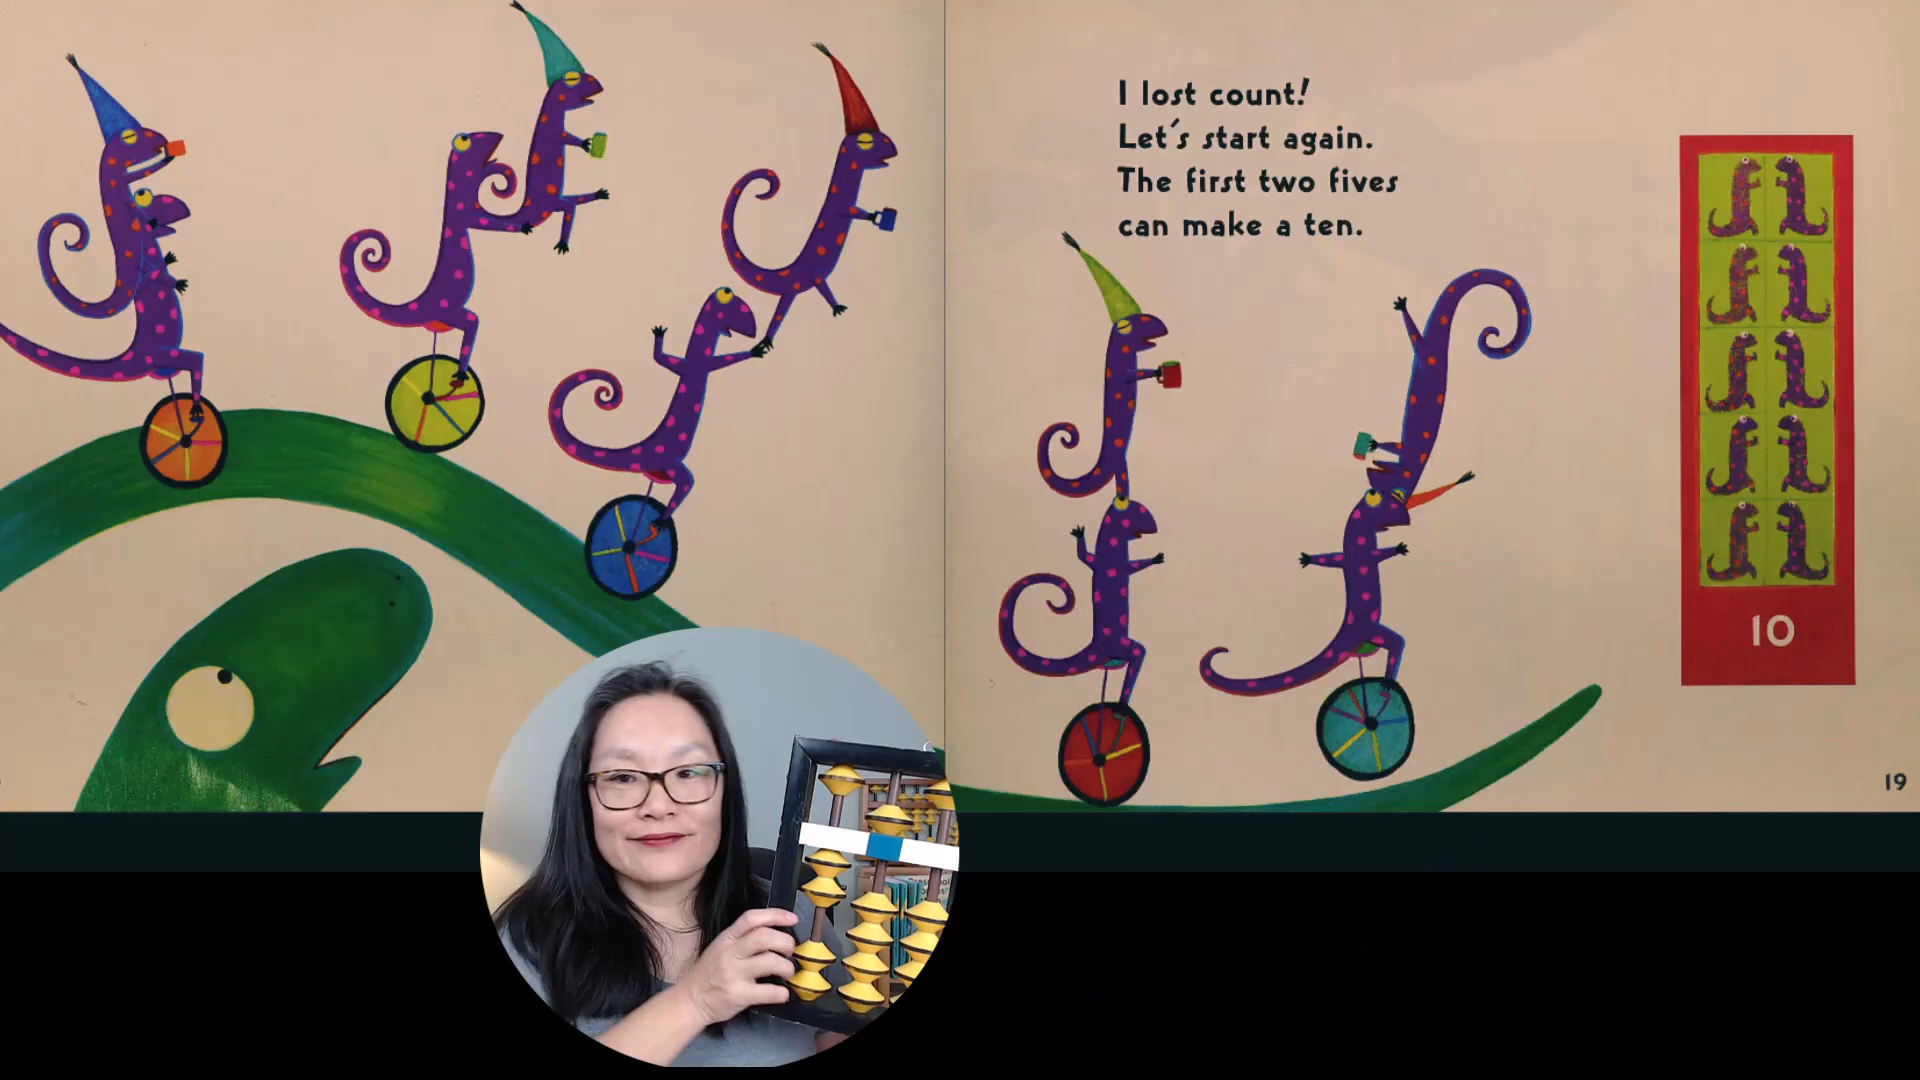 I lost count!
Let's start again.
The first two fives
can make a ten.
10
19